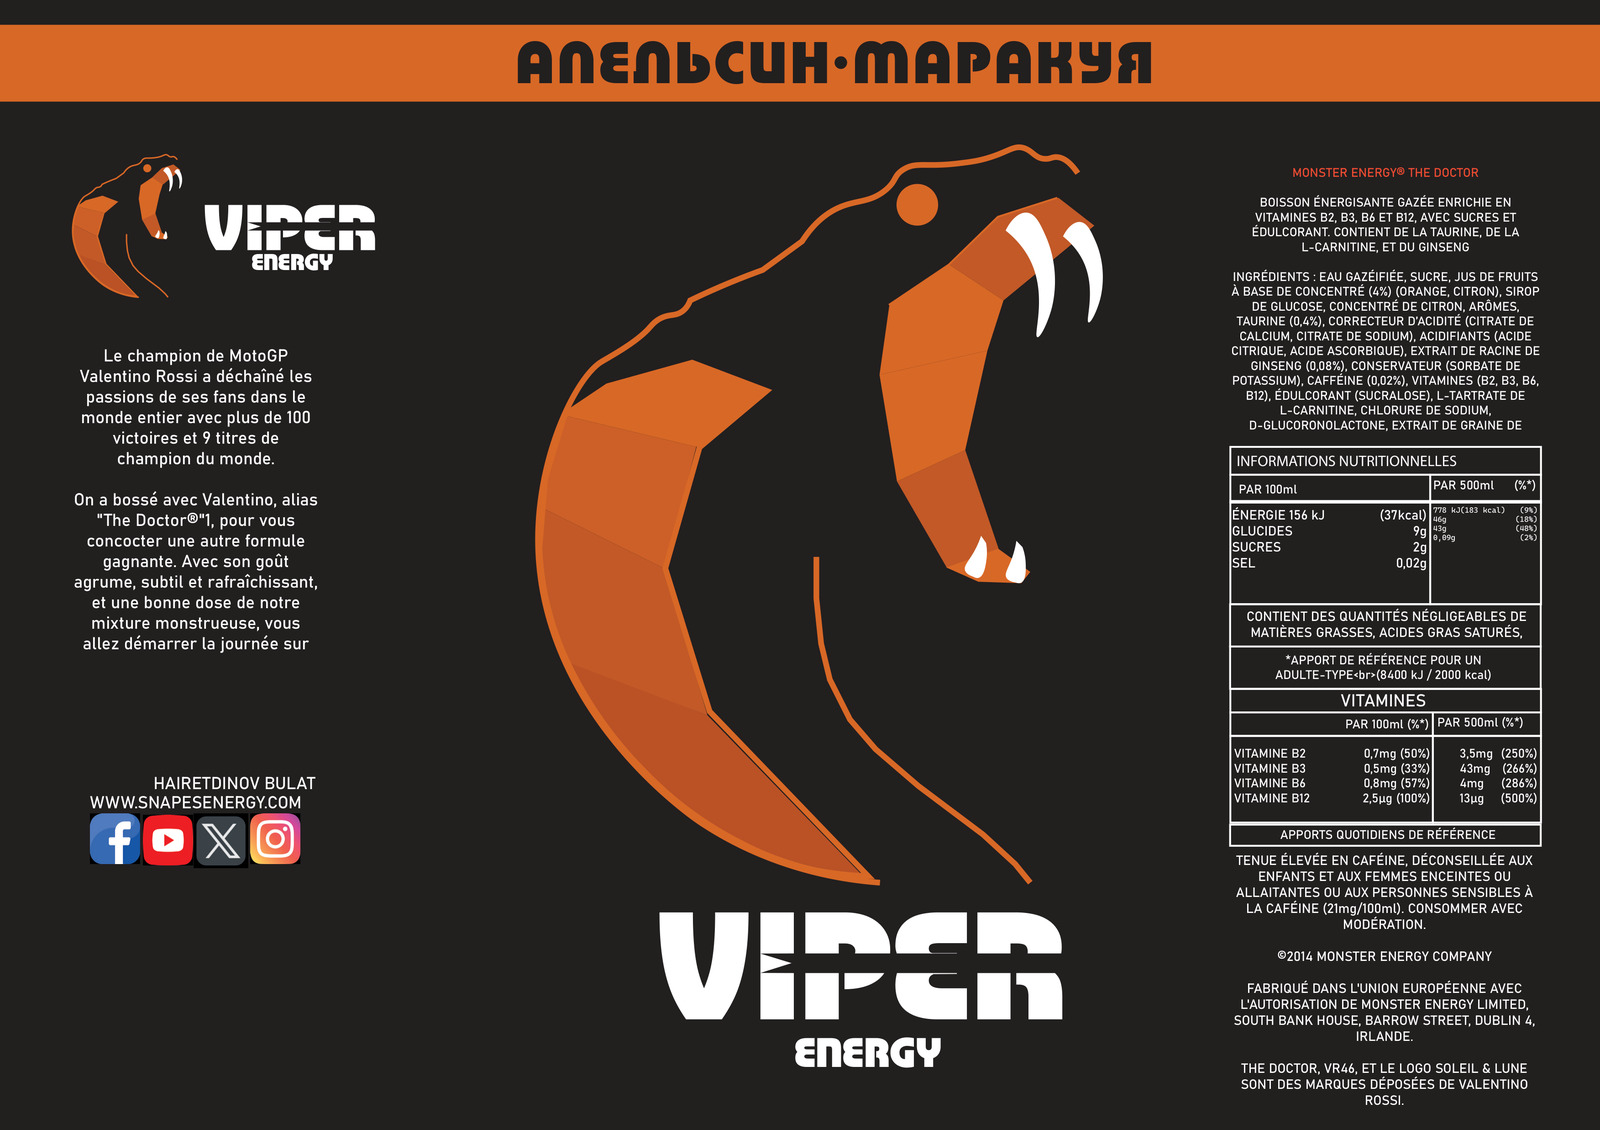 АПЕЛЬСИН·МАРАКУЯ
VIPER
ENERGY
Le champion de MotoGP
Valentino Rossi a déchaîné les
passions de ses fans dans le
monde entier avec plus de 100
victoires et 9 titres de
champion du monde.
On a bossé avec Valentino, alias
"The Doctor®"1, pour vous
concocter une autre formule
gagnante. Avec son goût
agrume, subtil et rafraîchissant,
et une bonne dose de notre
mixture monstrueuse, vous
allez démarrer la journée sur
HAIRETDINOV BULAT
WWW.SNAPESENERGY.COM
VIPER
ENERGY
MONSTER ENERGY® THE DOCTOR
BOISSON ÉNERGISANTE GAZÉE ENRICHIE EN
VITAMINES B2, B3, B6 ET B12, AVEC SUCRES ET
ÉDULCORANT. CONTIENT DE LA TAURINE, DE LA
L-CARNITINE, ET DU GINSENG
INGRÉDIENTS : EAU GAZÉIFIÉE, SUCRE, JUS DE FRUITS
À BASE DE CONCENTRÉ (4%) (ORANGE, CITRON), SIROP
DE GLUCOSE, CONCENTRÉ DE CITRON, ARÔMES,
TAURINE (0,4%), CORRECTEUR D'ACIDITÉ (CITRATE DE
CALCIUM, CITRATE DE SODIUM), ACIDIFIANTS (ACIDE
CITRIQUE, ACIDE ASCORBIQUE), EXTRAIT DE RACINE DE
GINSENG (0,08%), CONSERVATEUR (SORBATE DE
POTASSIUM), CAFFÉINE (0,02%), VITAMINES (B2, B3, B6,
B12), ÉDULCORANT (SUCRALOSE), L-TARTRATE DE
L-CARNITINE, CHLORURE DE SODIUM,
D-GLUCORONOLACTONE, EXTRAIT DE GRAINE DE
INFORMATIONS NUTRITIONNELLES
PAR 100ml PAR 500ml (%*)
ÉNERGIE 156 kJ (37kcal) 778 kJ(183 kcal) (9%)
GLUCIDES 9g 46g (18%)
SUCRES 2g 43g (48%)
SEL 0,02g 0,09g (2%)
CONTIENT DES QUANTITÉS NÉGLIGEABLES DE
MATIÈRES GRASSES, ACIDES GRAS SATURÉS,
*APPORT DE RÉFÉRENCE POUR UN
ADULTE-TYPE<br>(8400 kJ / 2000 kcal)
VITAMINES
PAR 100ml (%*) PAR 500ml (%*)
VITAMINE B2 0,7mg (50%) 3,5mg (250%)
VITAMINE B3 0,5mg (33%) 43mg (266%)
VITAMINE B6 0,8mg (57%) 4mg (286%)
VITAMINE B12 2,5µg (100%) 13µg (500%)
APPORTS QUOTIDIENS DE RÉFÉRENCE
TENUE ÉLEVÉE EN CAFÉINE, DÉCONSEILLÉE AUX
ENFANTS ET AUX FEMMES ENCEINTES OU
ALLAITANTES OU AUX PERSONNES SENSIBLES À
LA CAFÉINE (21mg/100ml). CONSOMMER AVEC
MODÉRATION.
©2014 MONSTER ENERGY COMPANY
FABRIQUÉ DANS L'UNION EUROPÉENNE AVEC
L'AUTORISATION DE MONSTER ENERGY LIMITED,
SOUTH BANK HOUSE, BARROW STREET, DUBLIN 4,
IRLANDE.
THE DOCTOR, VR46, ET LE LOGO SOLEIL & LUNE
SONT DES MARQUES DÉPOSÉES DE VALENTINO
ROSSI.